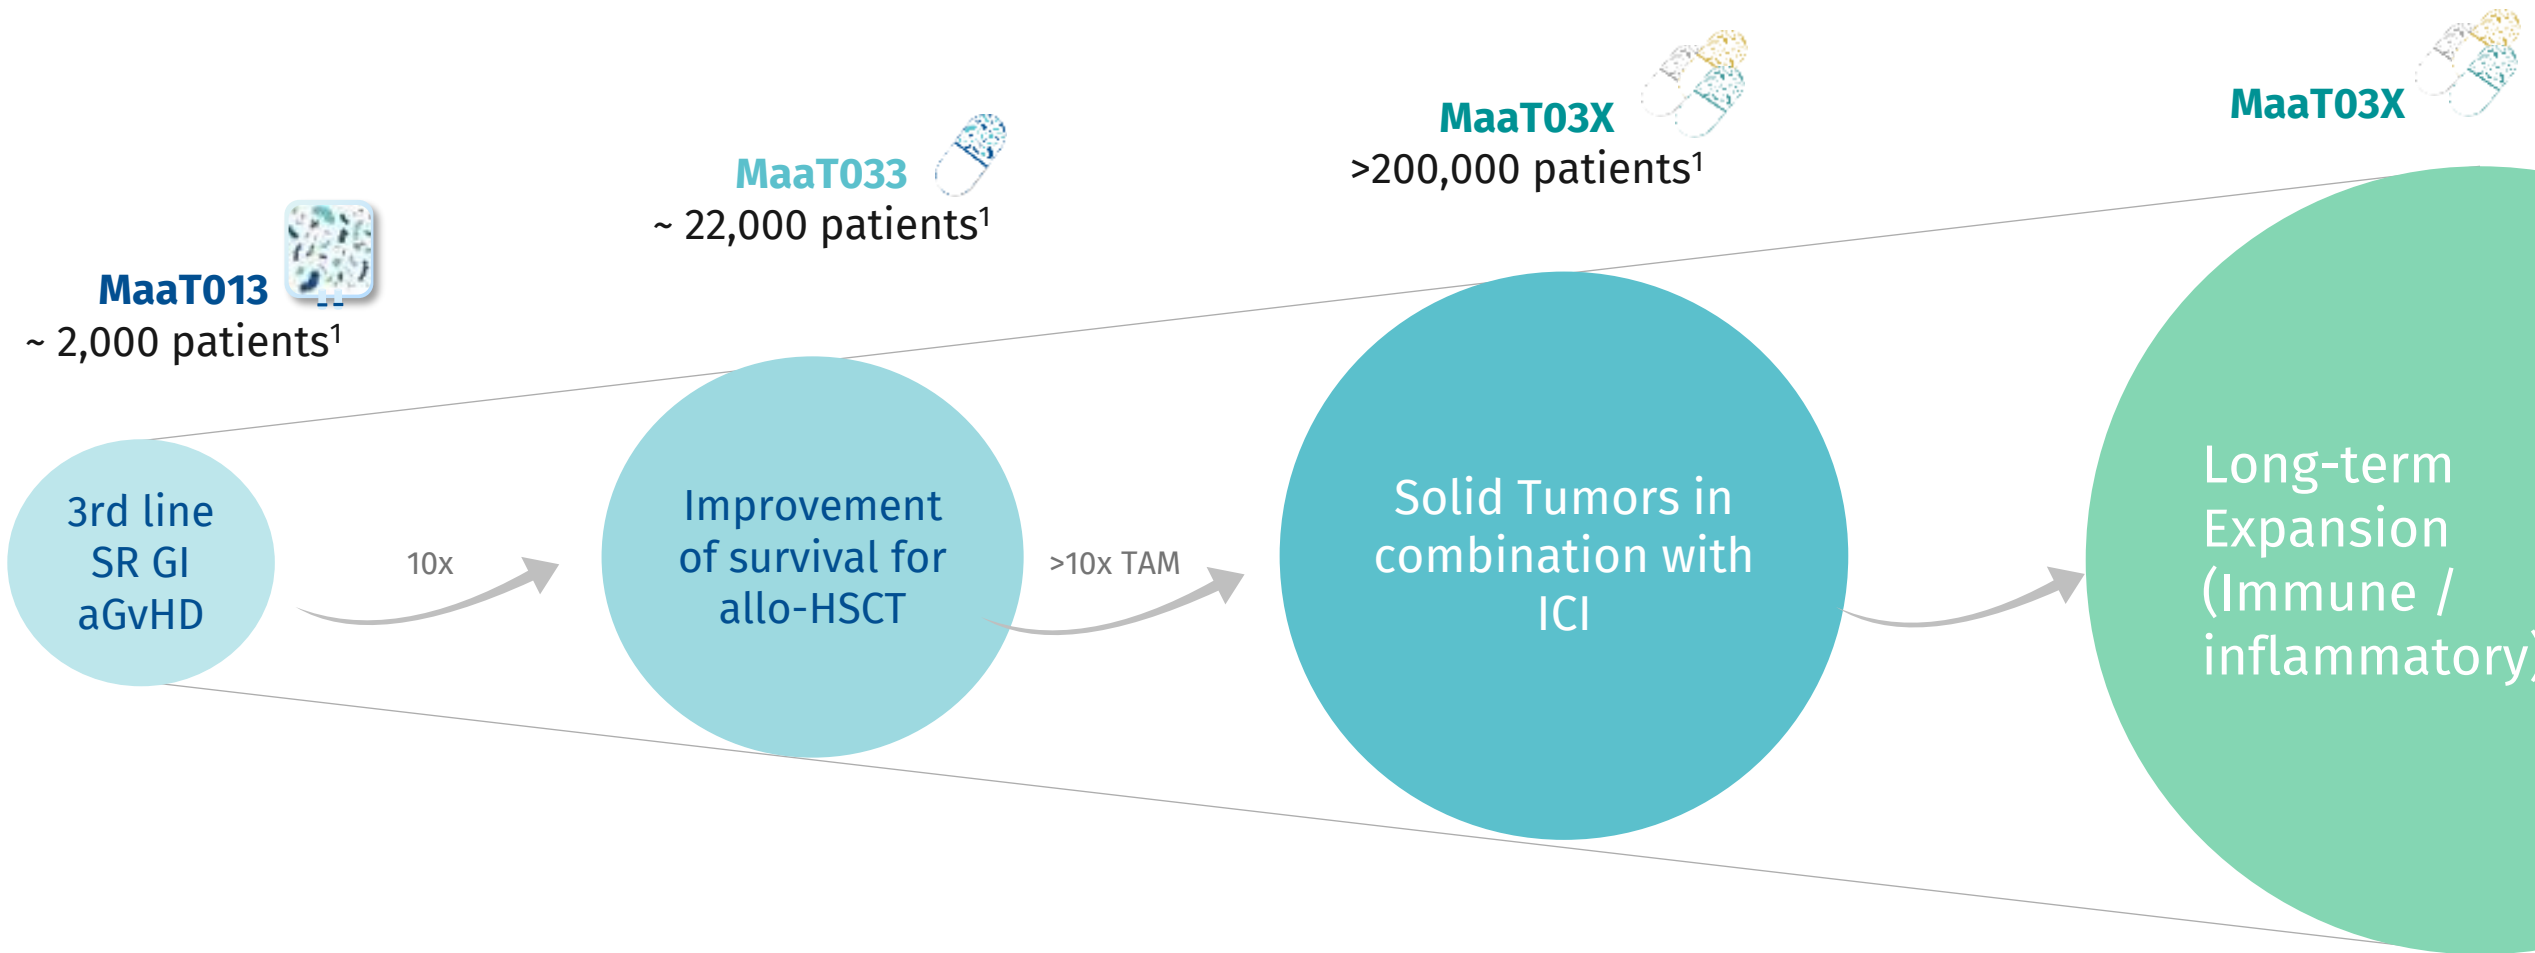 MaaT013
~ 2,000 patients¹
3rd line
SR GI
aGvHD
10x
MaaT033
~ 22,000 patients¹
Improvement
of survival for
allo-HSCT
>10x TAM
MaaT03X
>200,000 patients¹
Solid Tumors in
combination with
ICI
MaaT03X
Long-term
Expansion
(Immune /
inflammatory)